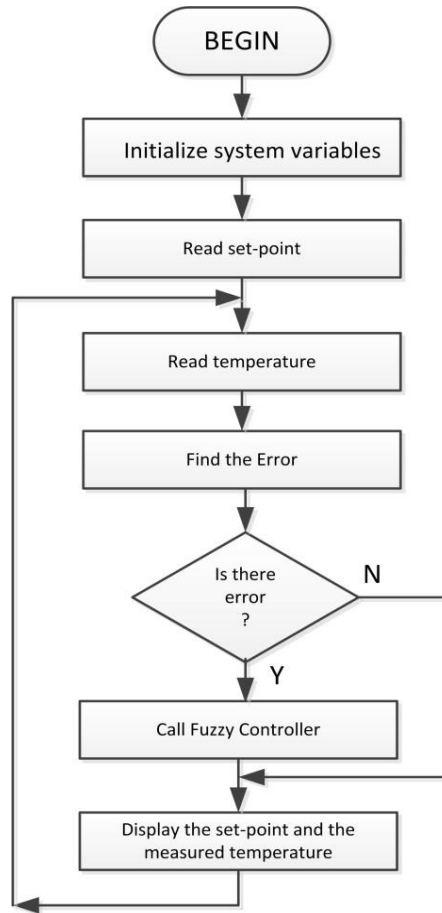 BEGIN
Initialize system variables
Read set-point
Read temperature
Find the Error
Is there
error
?
N
Y
Call Fuzzy Controller
Display the set-point and the
measured temperature